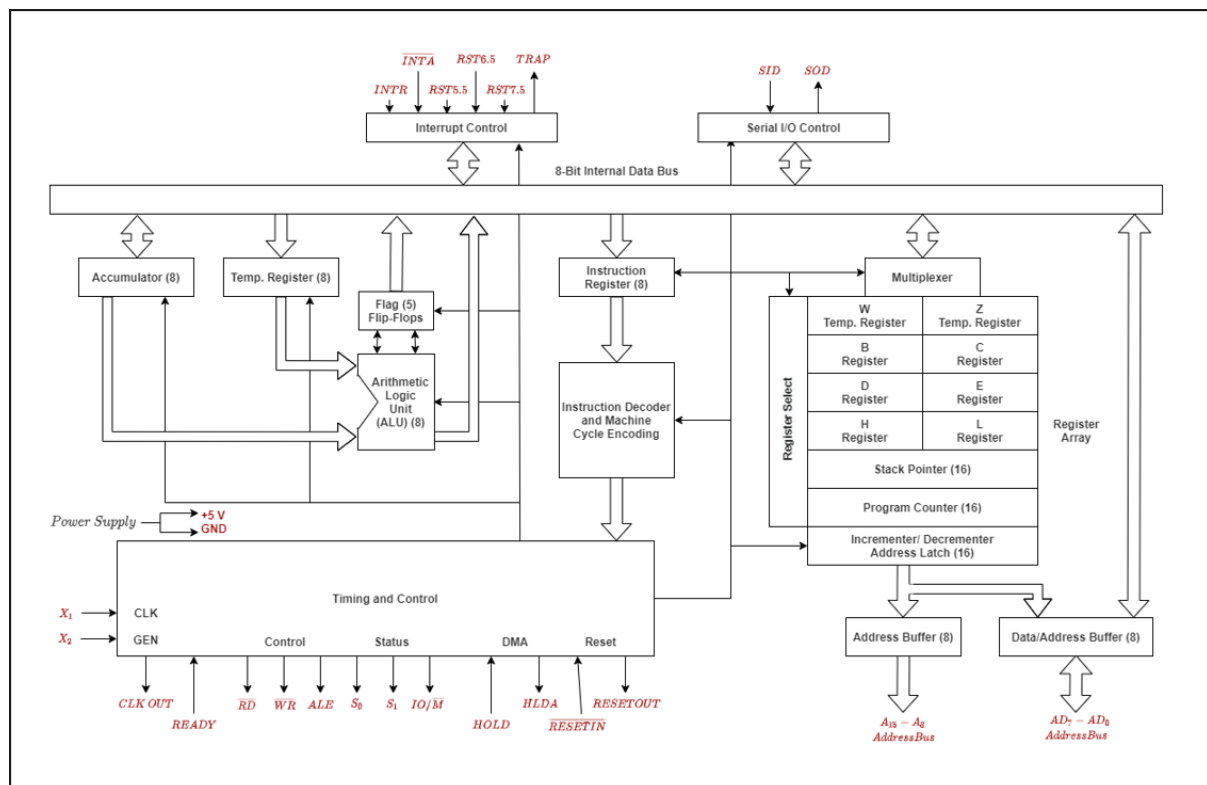 INTA RST6.5 TRAP
INTR RST5.5 RST7.5
SID SOD
Interrupt Control
Serial I/O Control
8-Bit Internal Data Bus
Accumulator (8)
Temp. Register (8)
Flag (5)
Flip-Flops
Arithmetic
Logic
Unit
(ALU) (8)
Instruction
Register (8)
Instruction Decoder
and Machine
Cycle Encoding
Multiplexer
Register Select
W
Temp. Register
Z
Temp. Register
B
Register
C
Register
D
Register
E
Register
H
Register
L
Register
Register
Array
Stack Pointer (16)
Program Counter (16)
Incrementer/ Decrementer
Address Latch (16)
Power Supply
+5 V
GND
Timing and Control
X₁
CLK
X₂
GEN
Control
Status
DMA
Reset
CLK OUT
READY
R̅D̅
W̅R̅
ALE
S₀
S₁
IO/M̅
HOLD
HLDA
R̅E̅S̅E̅T̅I̅N̅
RESETOUT
Address Buffer (8)
Data/Address Buffer (8)
A₁₅ − A₈
AddressBus
AD₇ − AD₀
AddressBus